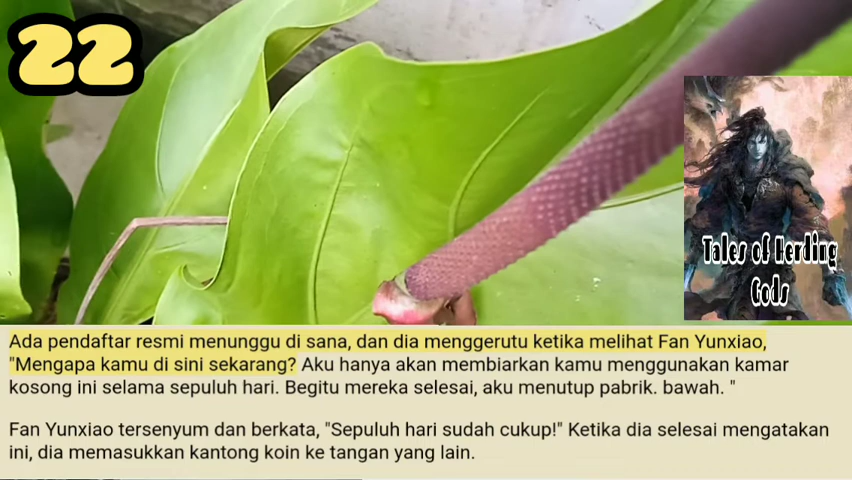 22
Tales of Herding
Gods
Ada pendaftar resmi menunggu di sana, dan dia menggerutu ketika melihat Fan Yunxiao,
"Mengapa kamu di sini sekarang? Aku hanya akan membiarkan kamu menggunakan kamar
kosong ini selama sepuluh hari. Begitu mereka selesai, aku menutup pabrik. bawah. "
Fan Yunxiao tersenyum dan berkata, "Sepuluh hari sudah cukup!" Ketika dia selesai mengatakan
ini, dia memasukkan kantong koin ke tangan yang lain.